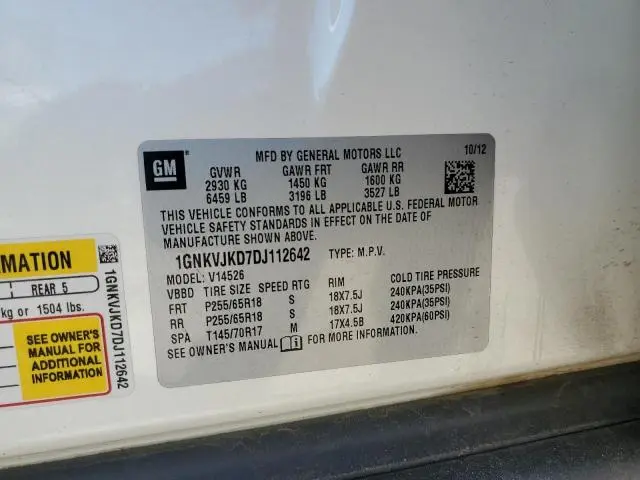 GM
MFD BY GENERAL MOTORS LLC 10/12
GVWR GAWR FRT GAWR RR
2930 KG 1450 KG 1600 KG
6459 LB 3196 LB 3527 LB
THIS VEHICLE CONFORMS TO ALL APPLICABLE U.S. FEDERAL MOTOR
VEHICLE SAFETY STANDARDS IN EFFECT ON THE DATE OF
MANUFACTURE SHOWN ABOVE.
1GNKVJKD7DJ112642 TYPE: M.P.V.
MODEL: V14526
VBBD TIRE SIZE SPEED RTG RIM COLD TIRE PRESSURE
FRT P255/65R18 S 18X7.5J 240KPA(35PSI)
RR P255/65R18 S 18X7.5J 240KPA(35PSI)
SPA T145/70R17 M 17X4.5B 420KPA(60PSI)
SEE OWNER'S MANUAL FOR MORE INFORMATION
MATION
REAR 5
kg or 1504 lbs.
SEE OWNER'S
MANUAL FOR
ADDITIONAL
INFORMATION
1GNKVJKD7DJ112642